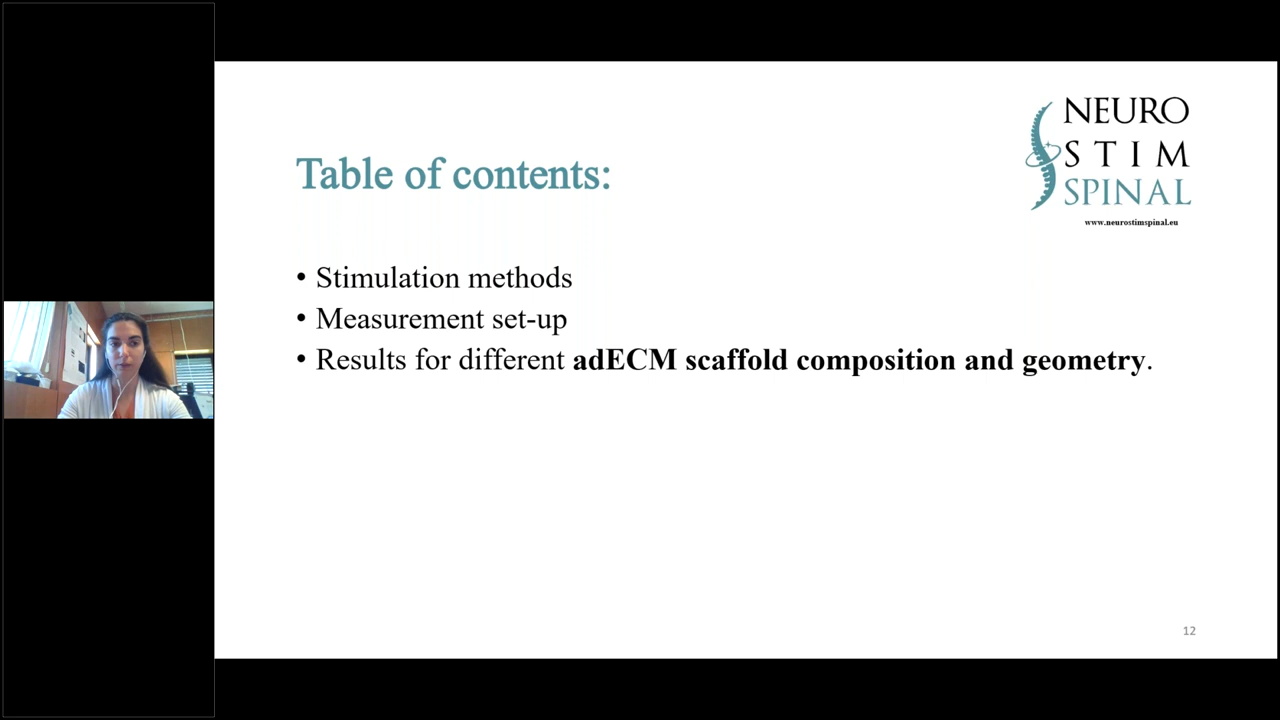 NEURO
STIM
SPINAL
www.neurostimspinal.eu
Table of contents:
• Stimulation methods
• Measurement set-up
• Results for different adECM scaffold composition and geometry.
12